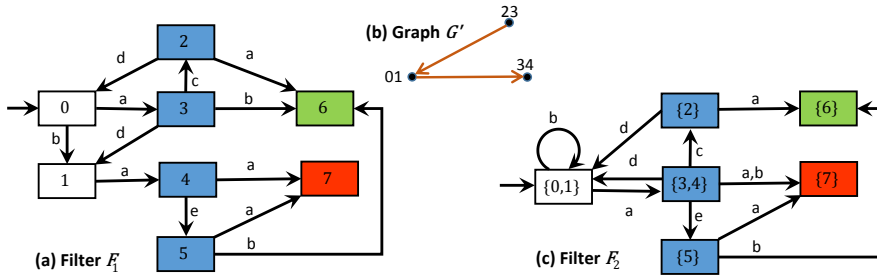 2
23
(b) Graph G′
d
a
34
01
0
a
3
c
b
6
b
d
{2}
a
{6}
b
d
c
d
1
a
4
a
7
{0,1}
a
{3,4}
a,b
{7}
e
a
e
a
(a) Filter F₁
5
b
(c) Filter F₂
{5}
b